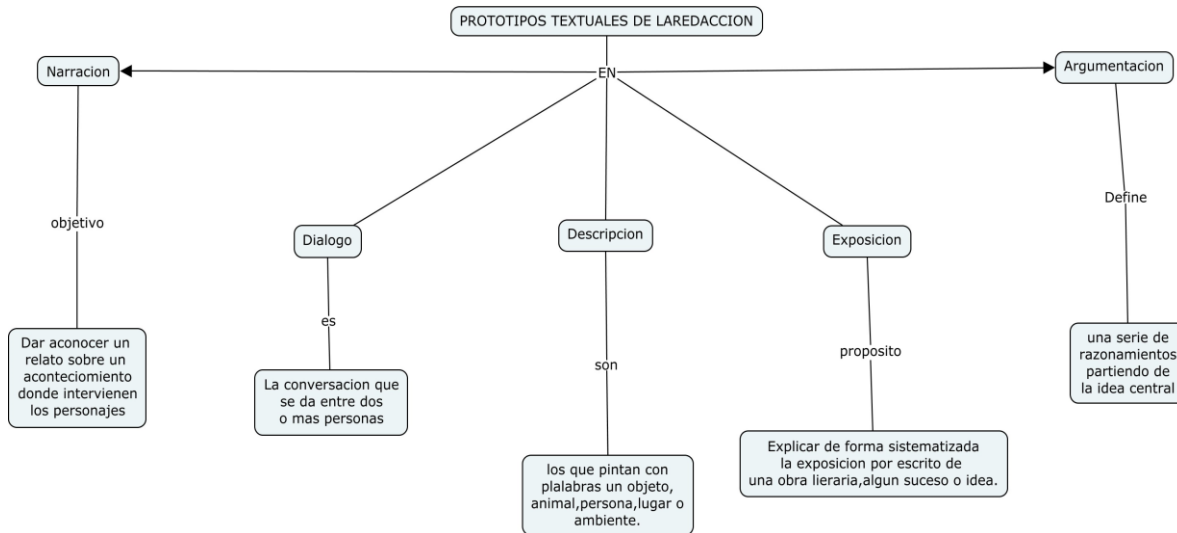 PROTOTIPOS TEXTUALES DE LAREDACCION
EN
Narracion
objetivo
Dar aconocer un
relato sobre un
aconteciomiento
donde intervienen
los personajes
Dialogo
es
La conversacion que
se da entre dos
o mas personas
Descripcion
son
los que pintan con
plalabras un objeto,
animal,persona,lugar o
ambiente.
Exposicion
proposito
Explicar de forma sistematizada
la exposicion por escrito de
una obra lieraria,algun suceso o idea.
Argumentacion
Define
una serie de
razonamientos
partiendo de
la idea central